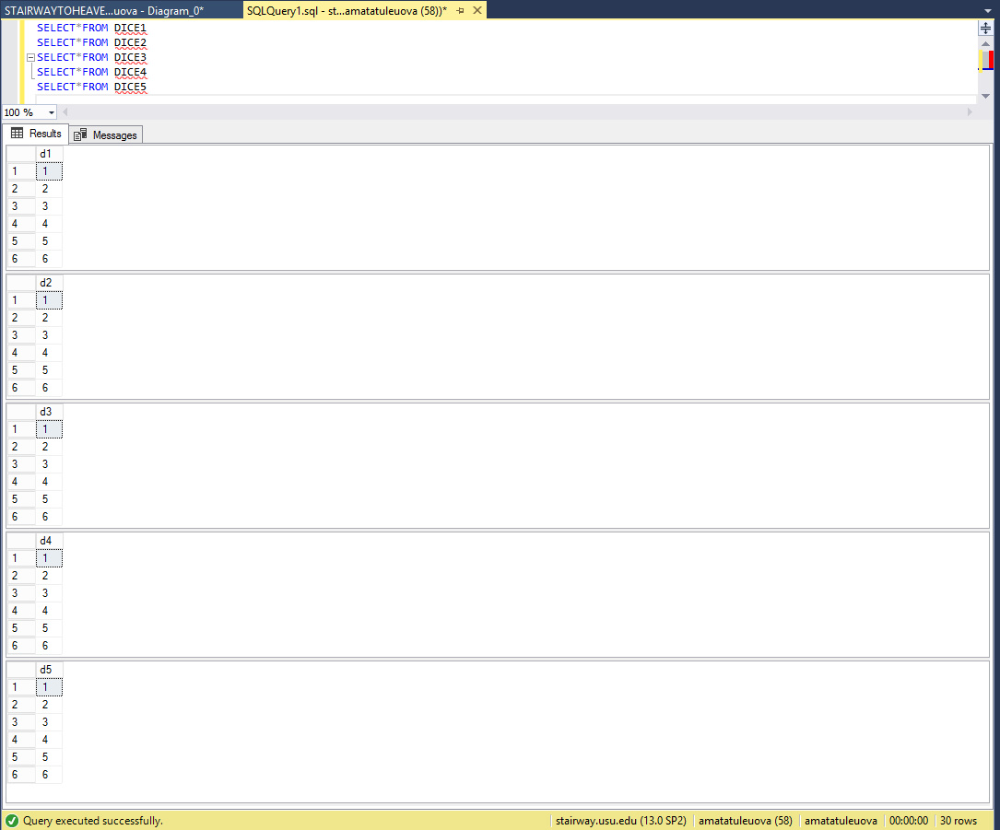 STAIRWAYTOHEAVE...uova - Diagram_0* SQLQuery1.sql - st...amatatuleuova (58))*
SELECT*FROM DICE1
SELECT*FROM DICE2
SELECT*FROM DICE3
SELECT*FROM DICE4
SELECT*FROM DICE5
100 %
Results Messages
d1
1 1
2 2
3 3
4 4
5 5
6 6
d2
1 1
2 2
3 3
4 4
5 5
6 6
d3
1 1
2 2
3 3
4 4
5 5
6 6
d4
1 1
2 2
3 3
4 4
5 5
6 6
d5
1 1
2 2
3 3
4 4
5 5
6 6
Query executed successfully. stairway.usu.edu (13.0 SP2) amatatuleuova (58) amatatuleuova 00:00:00 30 rows